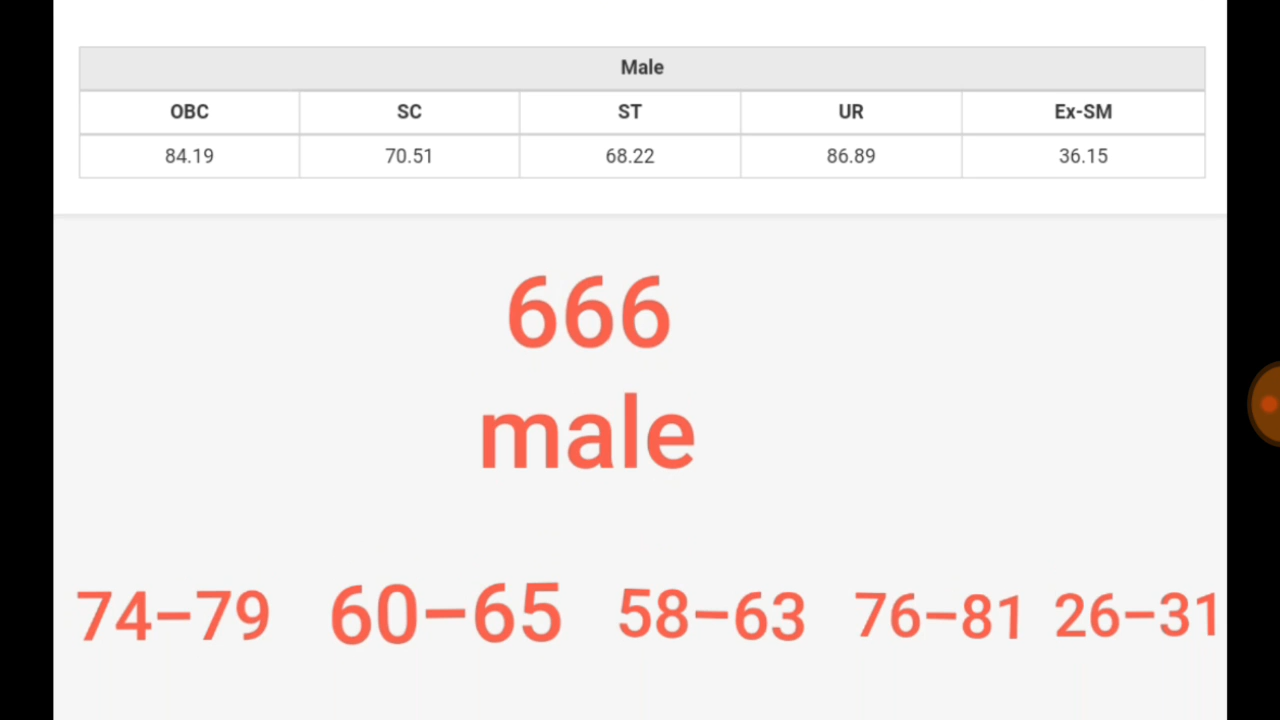 Male
OBC SC ST UR Ex-SM
84.19 70.51 68.22 86.89 36.15
666
male
74–79 60–65 58–63 76–81 26–31